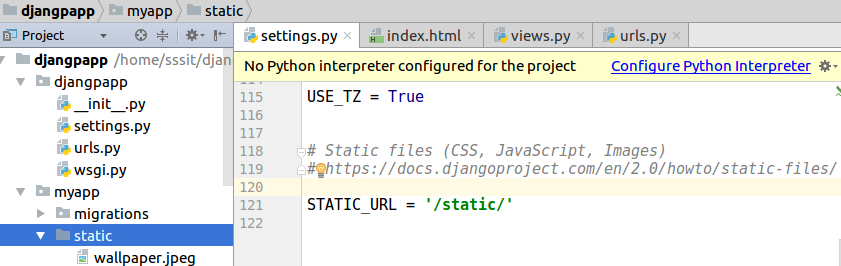 djangpapp myapp static
Project
settings.py index.html views.py urls.py
djangpapp /home/sssit/djang
djangpapp
__init__.py
settings.py
urls.py
wsgi.py
myapp
migrations
static
wallpaper.jpeg
No Python interpreter configured for the project Configure Python Interpreter
115 USE_TZ = True
116
117
118 # Static files (CSS, JavaScript, Images)
119 # https://docs.djangoproject.com/en/2.0/howto/static-files/
120
121 STATIC_URL = '/static/'
122